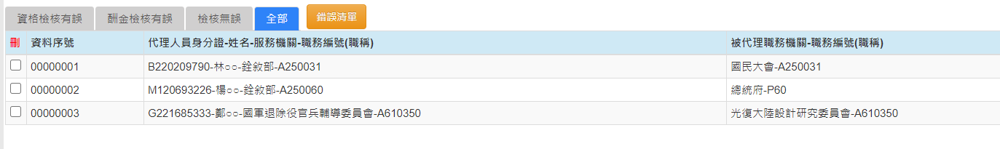 資格檢核有誤 酬金檢核有誤 檢核無誤 全部 錯誤清單
刪 資料序號 代理人員身分證-姓名-服務機關-職務編號(職稱) 被代理職務機關-職務編號(職稱)
00000001 B220209790-林○○-銓敘部-A250031 國民大會-A250031
00000002 M120693226-楊○○-銓敘部-A250060 總統府-P60
00000003 G221685333-鄭○○-國軍退除役官兵輔導委員會-A610350 光復大陸設計研究委員會-A610350